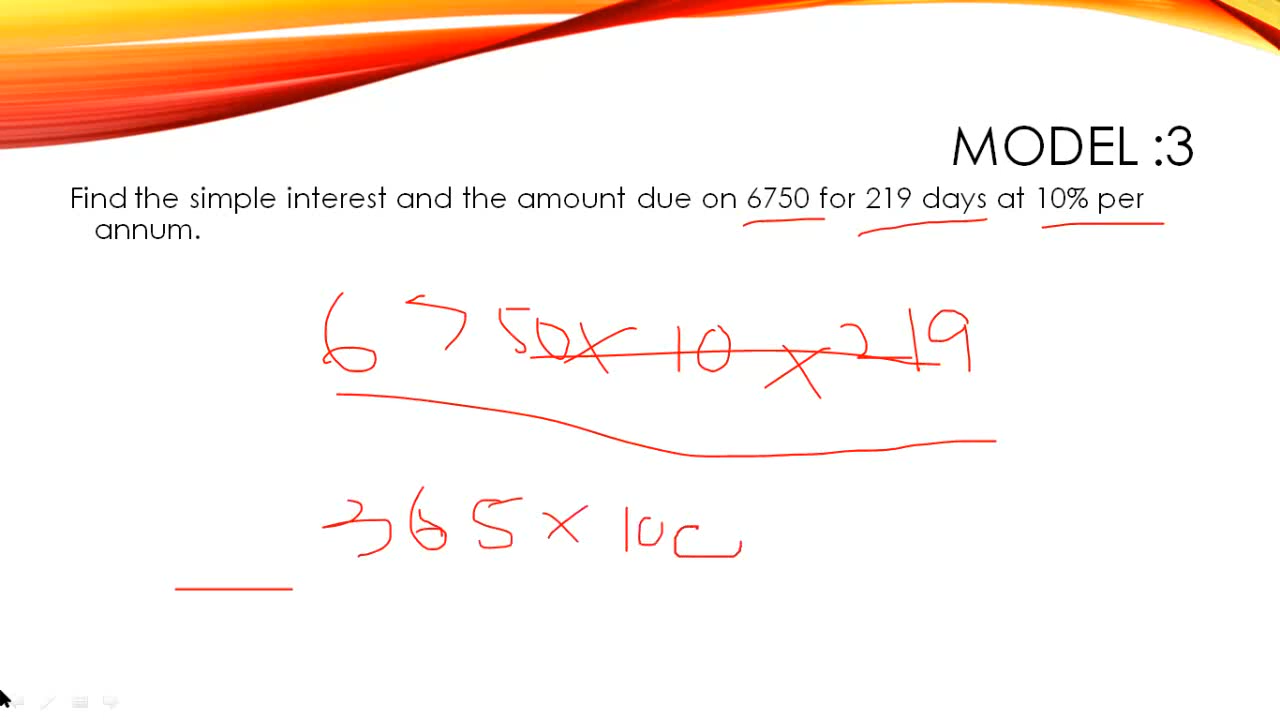 MODEL :3
Find the simple interest and the amount due on 6750 for 219 days at 10% per
annum.
6750x 10 x 219
365 x 100